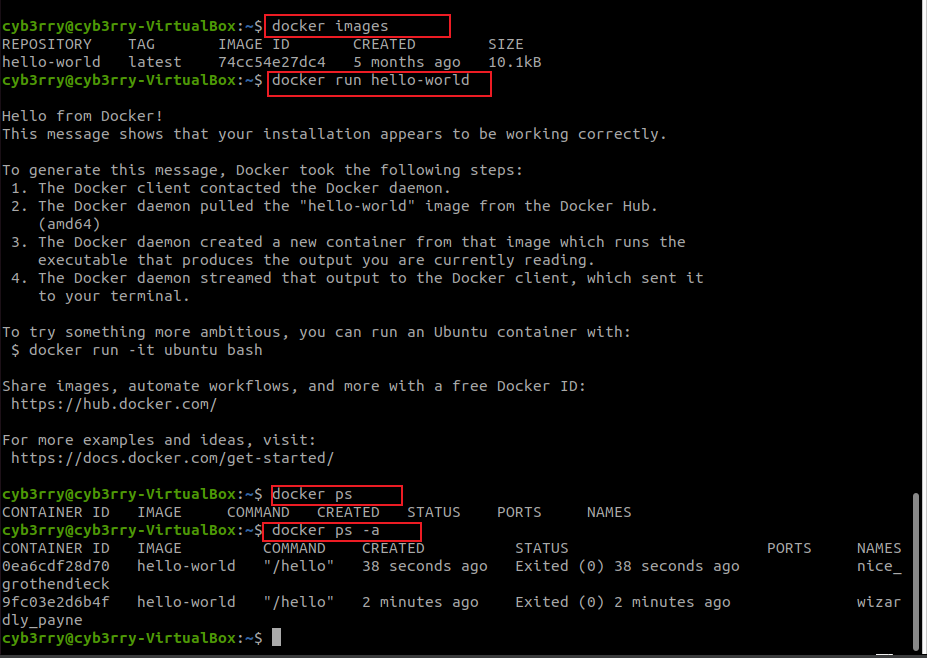 cyb3rry@cyb3rry-VirtualBox:~$ docker images
REPOSITORY    TAG       IMAGE ID       CREATED        SIZE
hello-world   latest    74cc54e27dc4   5 months ago   10.1kB
cyb3rry@cyb3rry-VirtualBox:~$ docker run hello-world
Hello from Docker!
This message shows that your installation appears to be working correctly.
To generate this message, Docker took the following steps:
 1. The Docker client contacted the Docker daemon.
 2. The Docker daemon pulled the "hello-world" image from the Docker Hub.
    (amd64)
 3. The Docker daemon created a new container from that image which runs the
    executable that produces the output you are currently reading.
 4. The Docker daemon streamed that output to the Docker client, which sent it
    to your terminal.
To try something more ambitious, you can run an Ubuntu container with:
 $ docker run -it ubuntu bash
Share images, automate workflows, and more with a free Docker ID:
 https://hub.docker.com/
For more examples and ideas, visit:
 https://docs.docker.com/get-started/
cyb3rry@cyb3rry-VirtualBox:~$ docker ps
CONTAINER ID   IMAGE     COMMAND   CREATED   STATUS    PORTS     NAMES
cyb3rry@cyb3rry-VirtualBox:~$ docker ps -a
CONTAINER ID   IMAGE         COMMAND    CREATED          STATUS                      PORTS     NAMES
0ea6cdf28d70   hello-world   "/hello"   38 seconds ago   Exited (0) 38 seconds ago             nice_
grothendieck
9fc03e2d6b4f   hello-world   "/hello"   2 minutes ago    Exited (0) 2 minutes ago              wizar
dly_payne
cyb3rry@cyb3rry-VirtualBox:~$